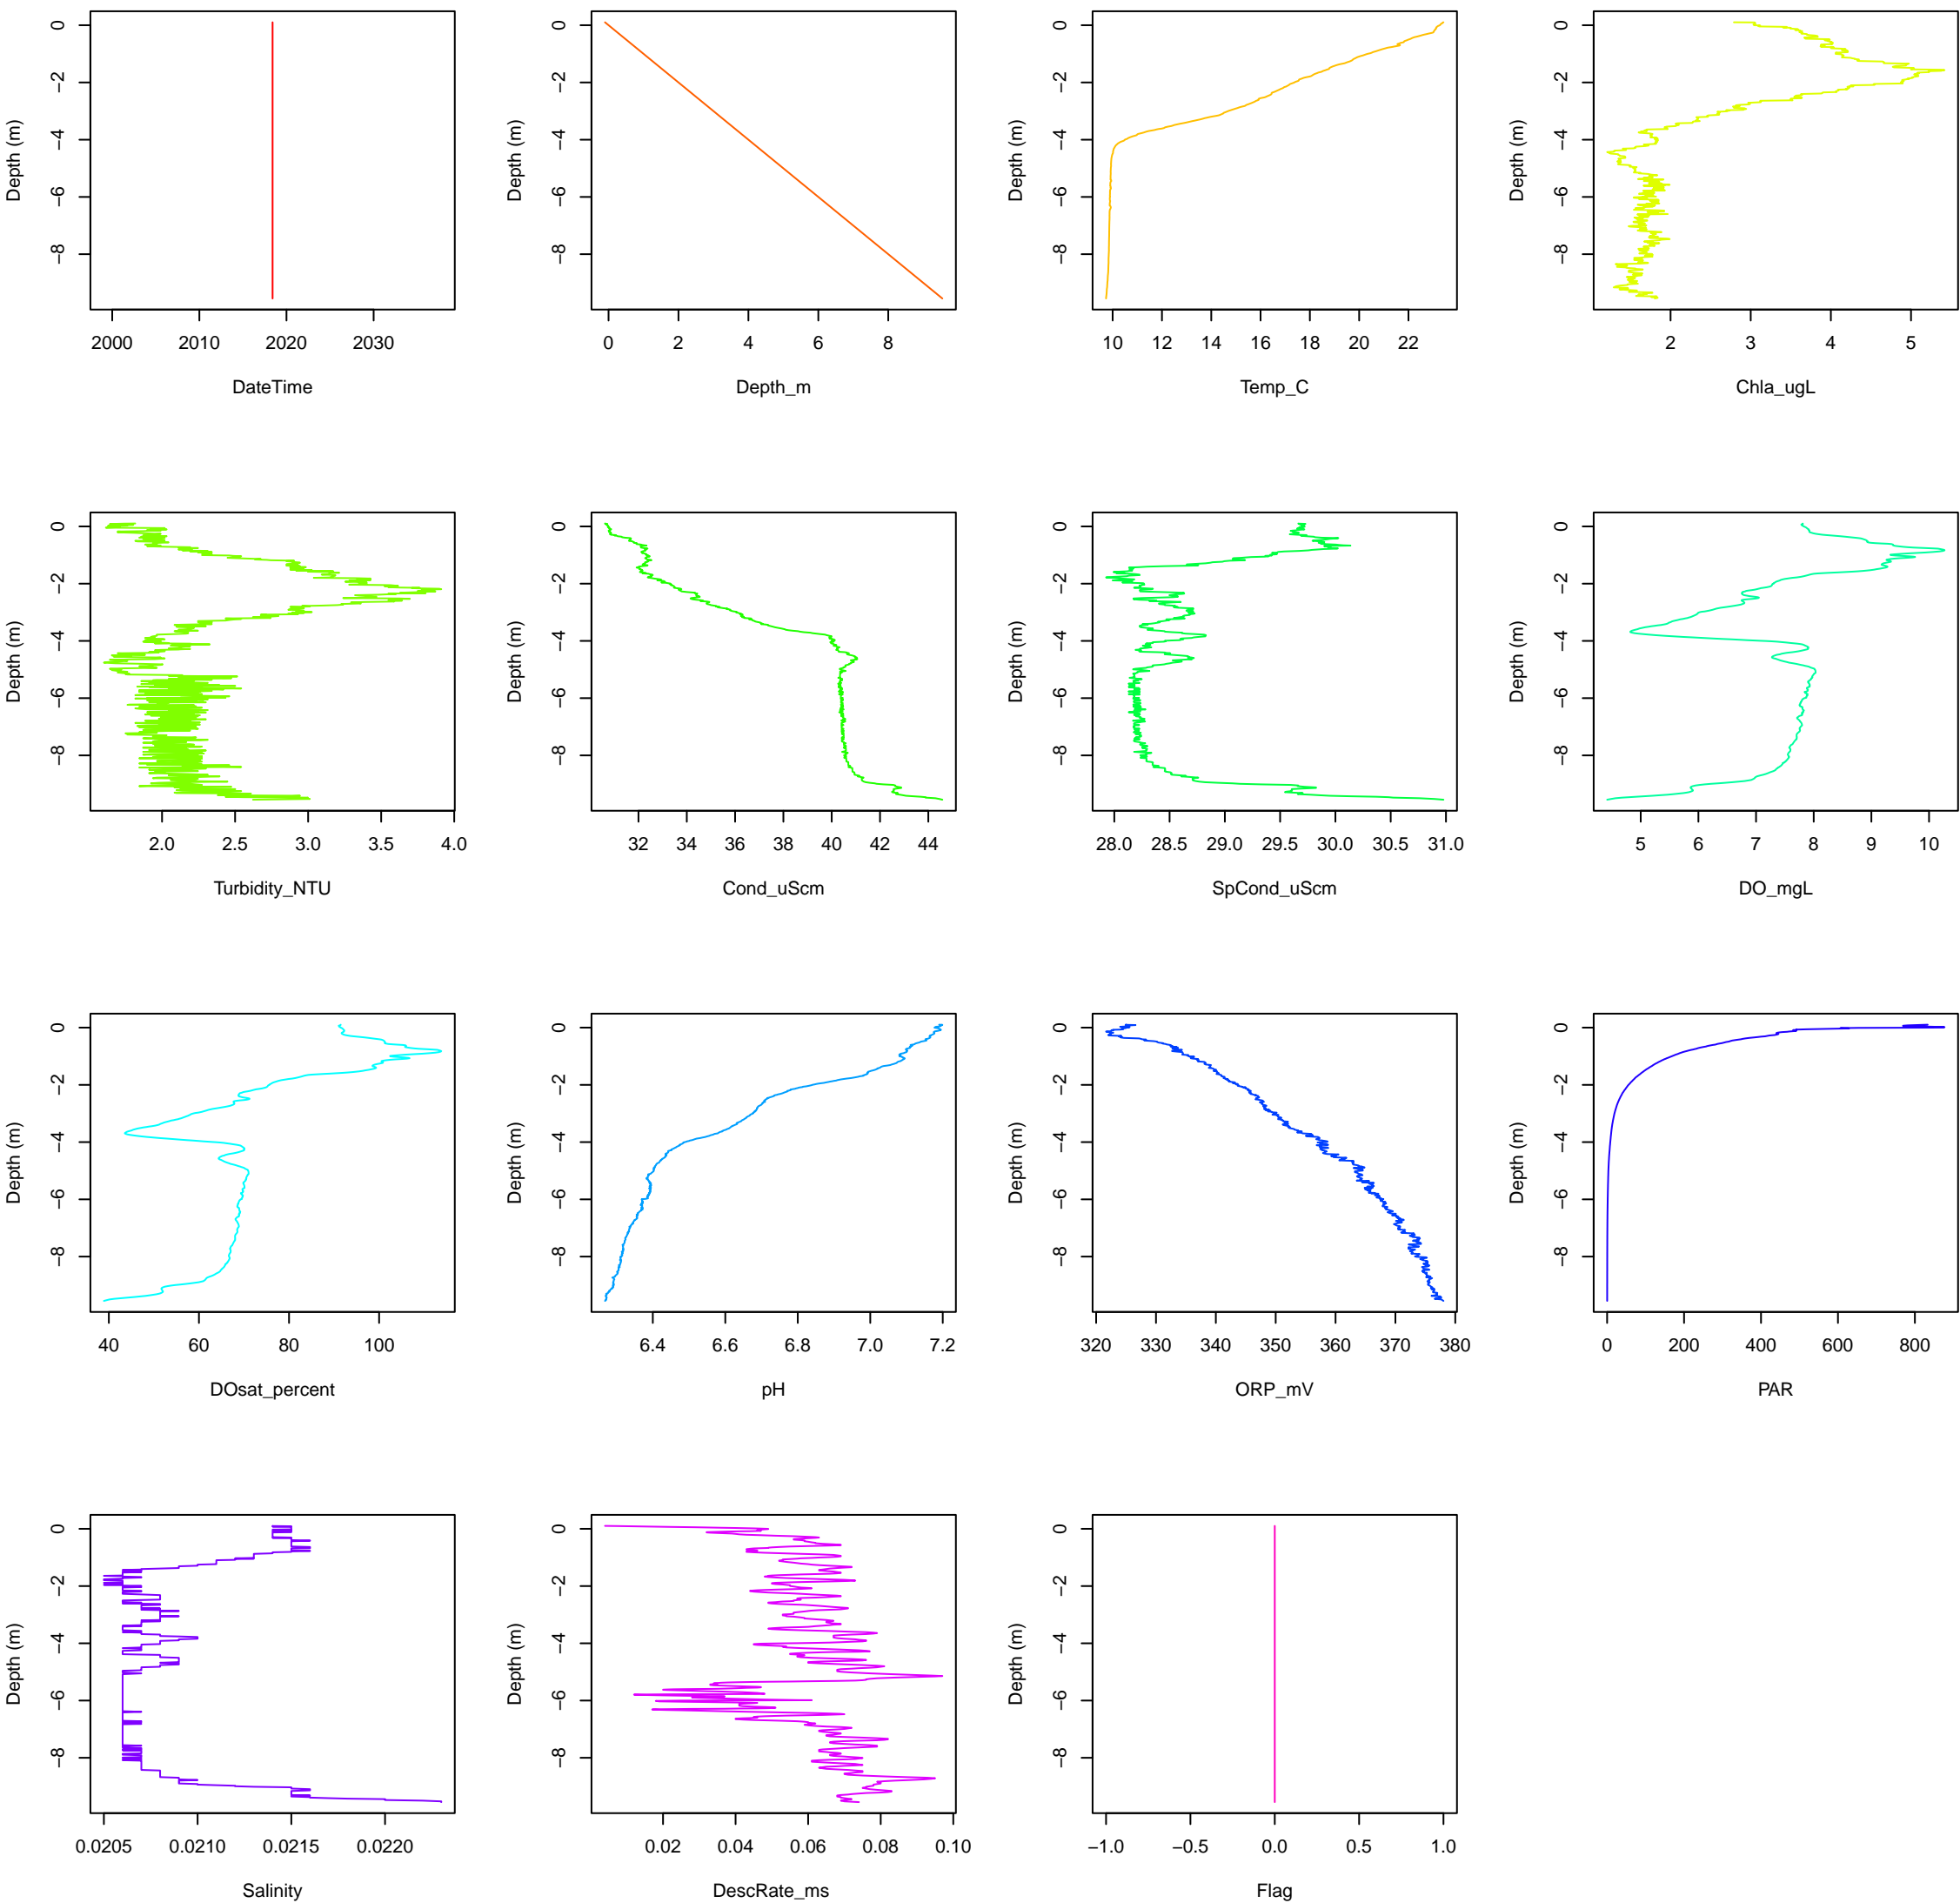 0 −2 −4 −6 −8
Depth (m)
2000 2010 2020 2030
DateTime
0 −2 −4 −6 −8
Depth (m)
0 2 4 6 8
Depth_m
0 −2 −4 −6 −8
Depth (m)
10 12 14 16 18 20 22
Temp_C
0 −2 −4 −6 −8
Depth (m)
2 3 4 5
Chla_ugL
0 −2 −4 −6 −8
Depth (m)
2.0 2.5 3.0 3.5 4.0
Turbidity_NTU
0 −2 −4 −6 −8
Depth (m)
32 34 36 38 40 42 44
Cond_uScm
0 −2 −4 −6 −8
Depth (m)
28.0 28.5 29.0 29.5 30.0 30.5 31.0
SpCond_uScm
0 −2 −4 −6 −8
Depth (m)
5 6 7 8 9 10
DO_mgL
0 −2 −4 −6 −8
Depth (m)
40 60 80 100
DOsat_percent
0 −2 −4 −6 −8
Depth (m)
6.4 6.6 6.8 7.0 7.2
pH
0 −2 −4 −6 −8
Depth (m)
320 330 340 350 360 370 380
ORP_mV
0 −2 −4 −6 −8
Depth (m)
0 200 400 600 800
PAR
0 −2 −4 −6 −8
Depth (m)
0.0205 0.0210 0.0215 0.0220
Salinity
0 −2 −4 −6 −8
Depth (m)
0.02 0.04 0.06 0.08 0.10
DescRate_ms
0 −2 −4 −6 −8
Depth (m)
−1.0 −0.5 0.0 0.5 1.0
Flag